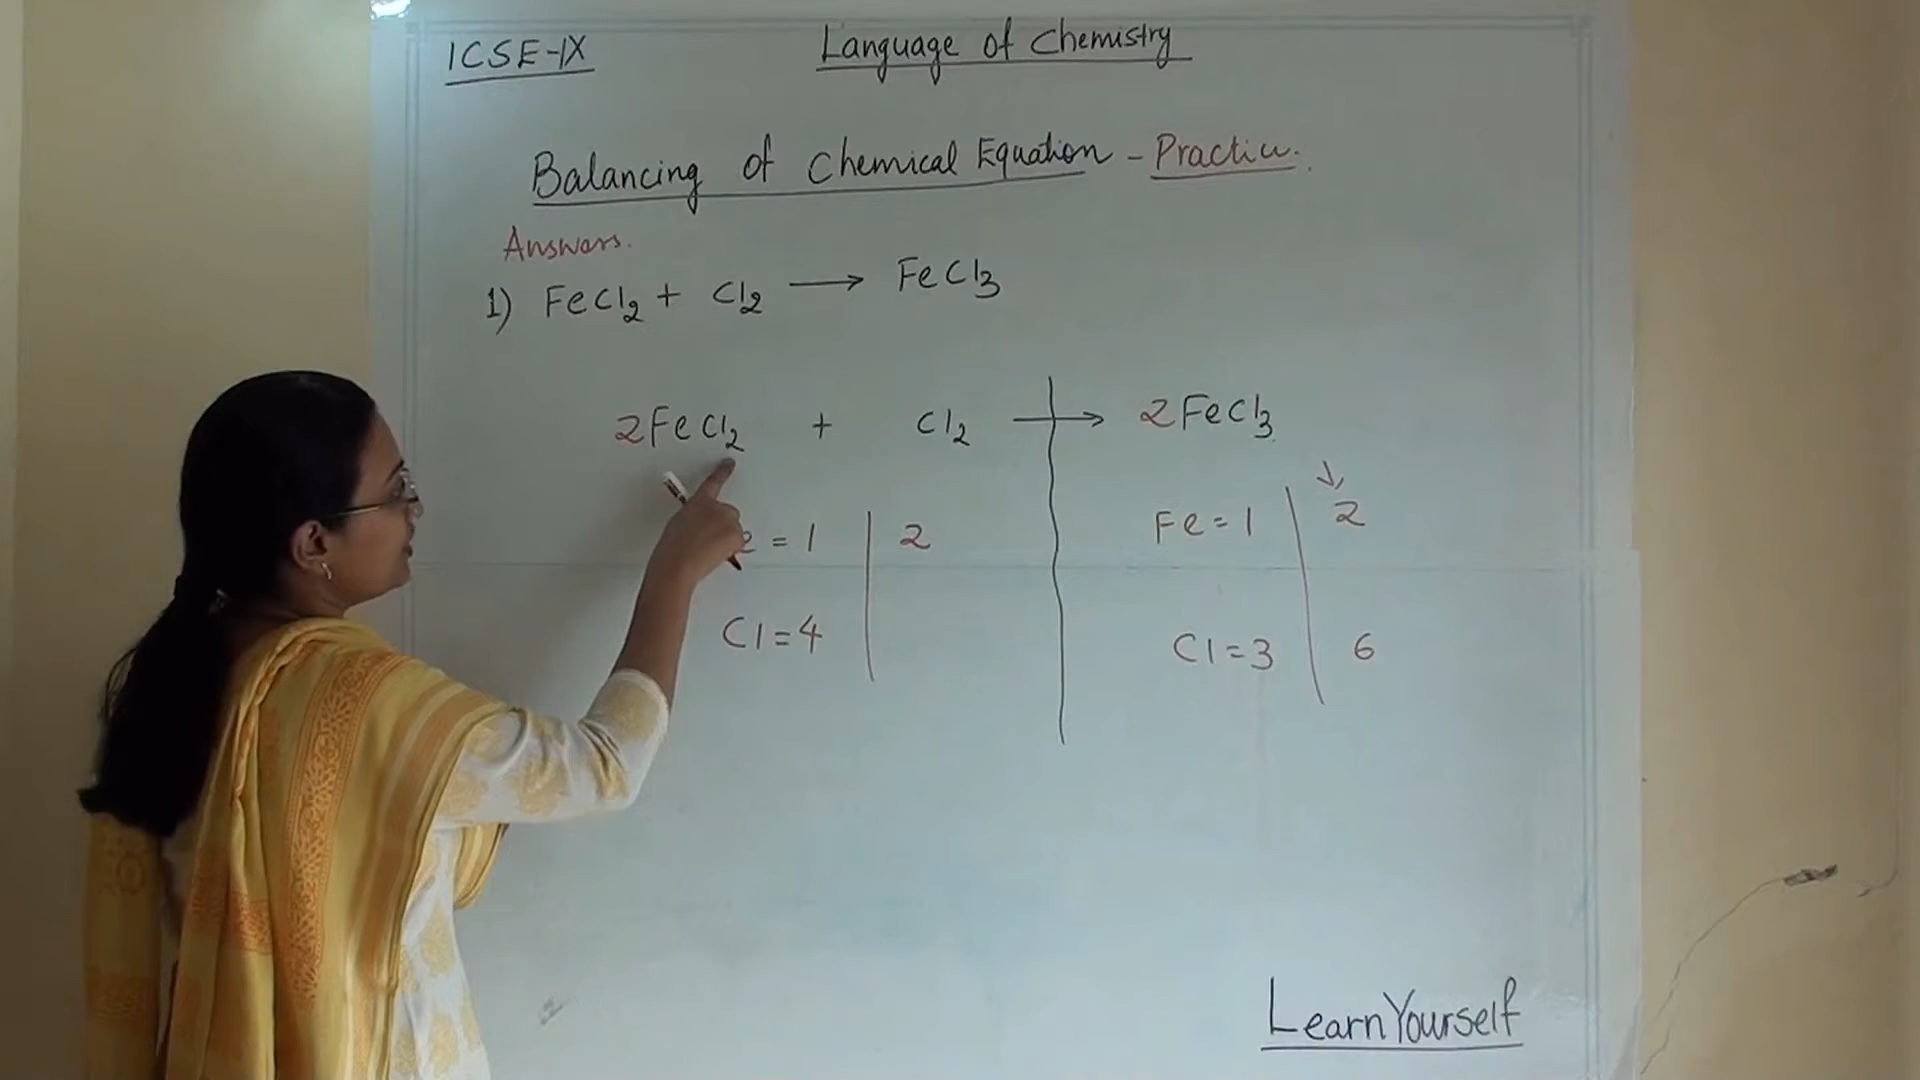 ICSE-IX
Language of Chemistry
Balancing of Chemical Equation - Practice.
Answers.
1) FeCl2 + Cl2 → FeCl3
2FeCl2 + Cl2 → 2FeCl3
e = 1 | 2
Cl = 4
Fe = 1 | 2
Cl = 3 6
LearnYourself